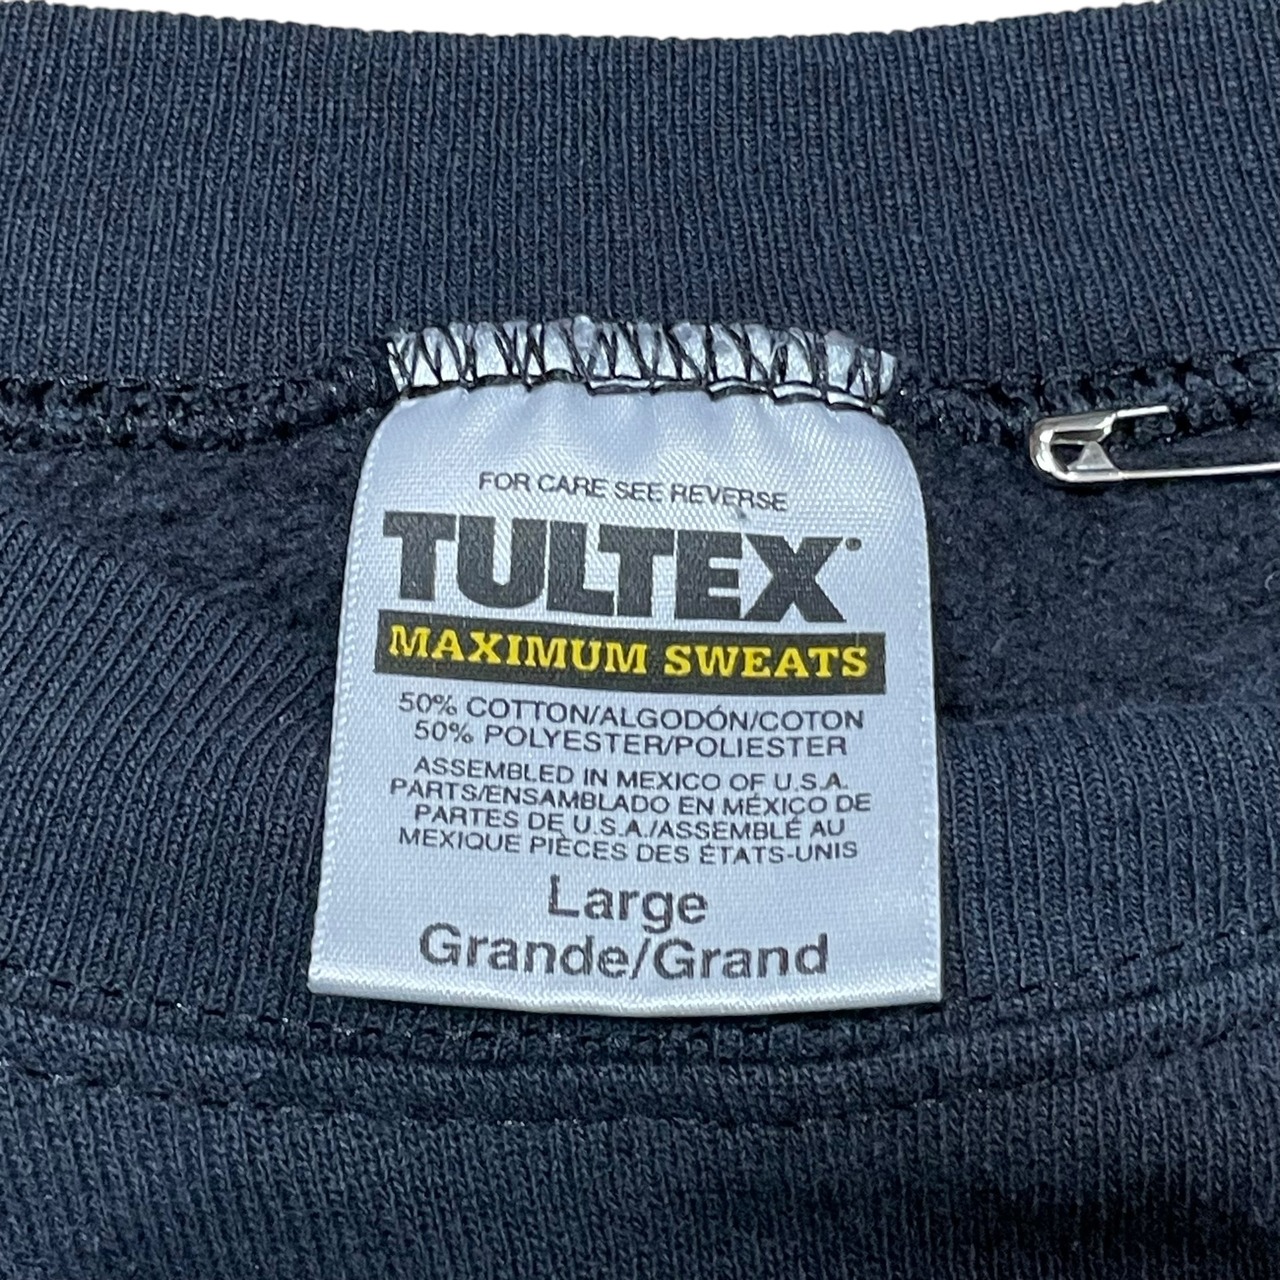 FOR CARE SEE REVERSE
TULTEX
MAXIMUM SWEATS
50% COTTON/ALGODÓN/COTON
50% POLYESTER/POLIESTER
ASSEMBLED IN MEXICO OF U.S.A.
PARTS/ENSAMBLADO EN MÉXICO DE
PARTES DE U.S.A./ASSEMBLÉ AU
MEXIQUE PIÈCES DES ÉTATS-UNIS
Large
Grande/Grand